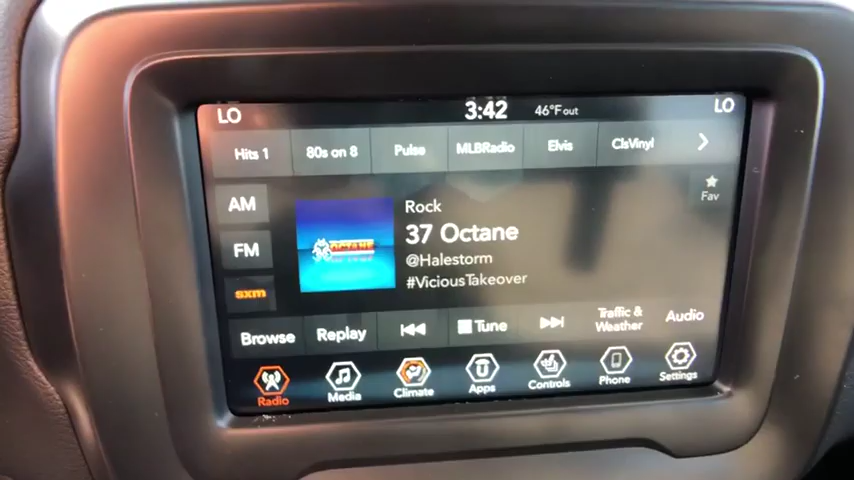 LO 3:42 46°F out LO
Hits 1 80s on 8 Pulse MLBRadio Elvis ClsVinyl
AM
FM
sxm
OCTANE
Rock
37 Octane
@Halestorm
#ViciousTakeover
Fav
Browse Replay Tune Traffic & Weather Audio
Radio Media Climate Apps Controls Phone Settings